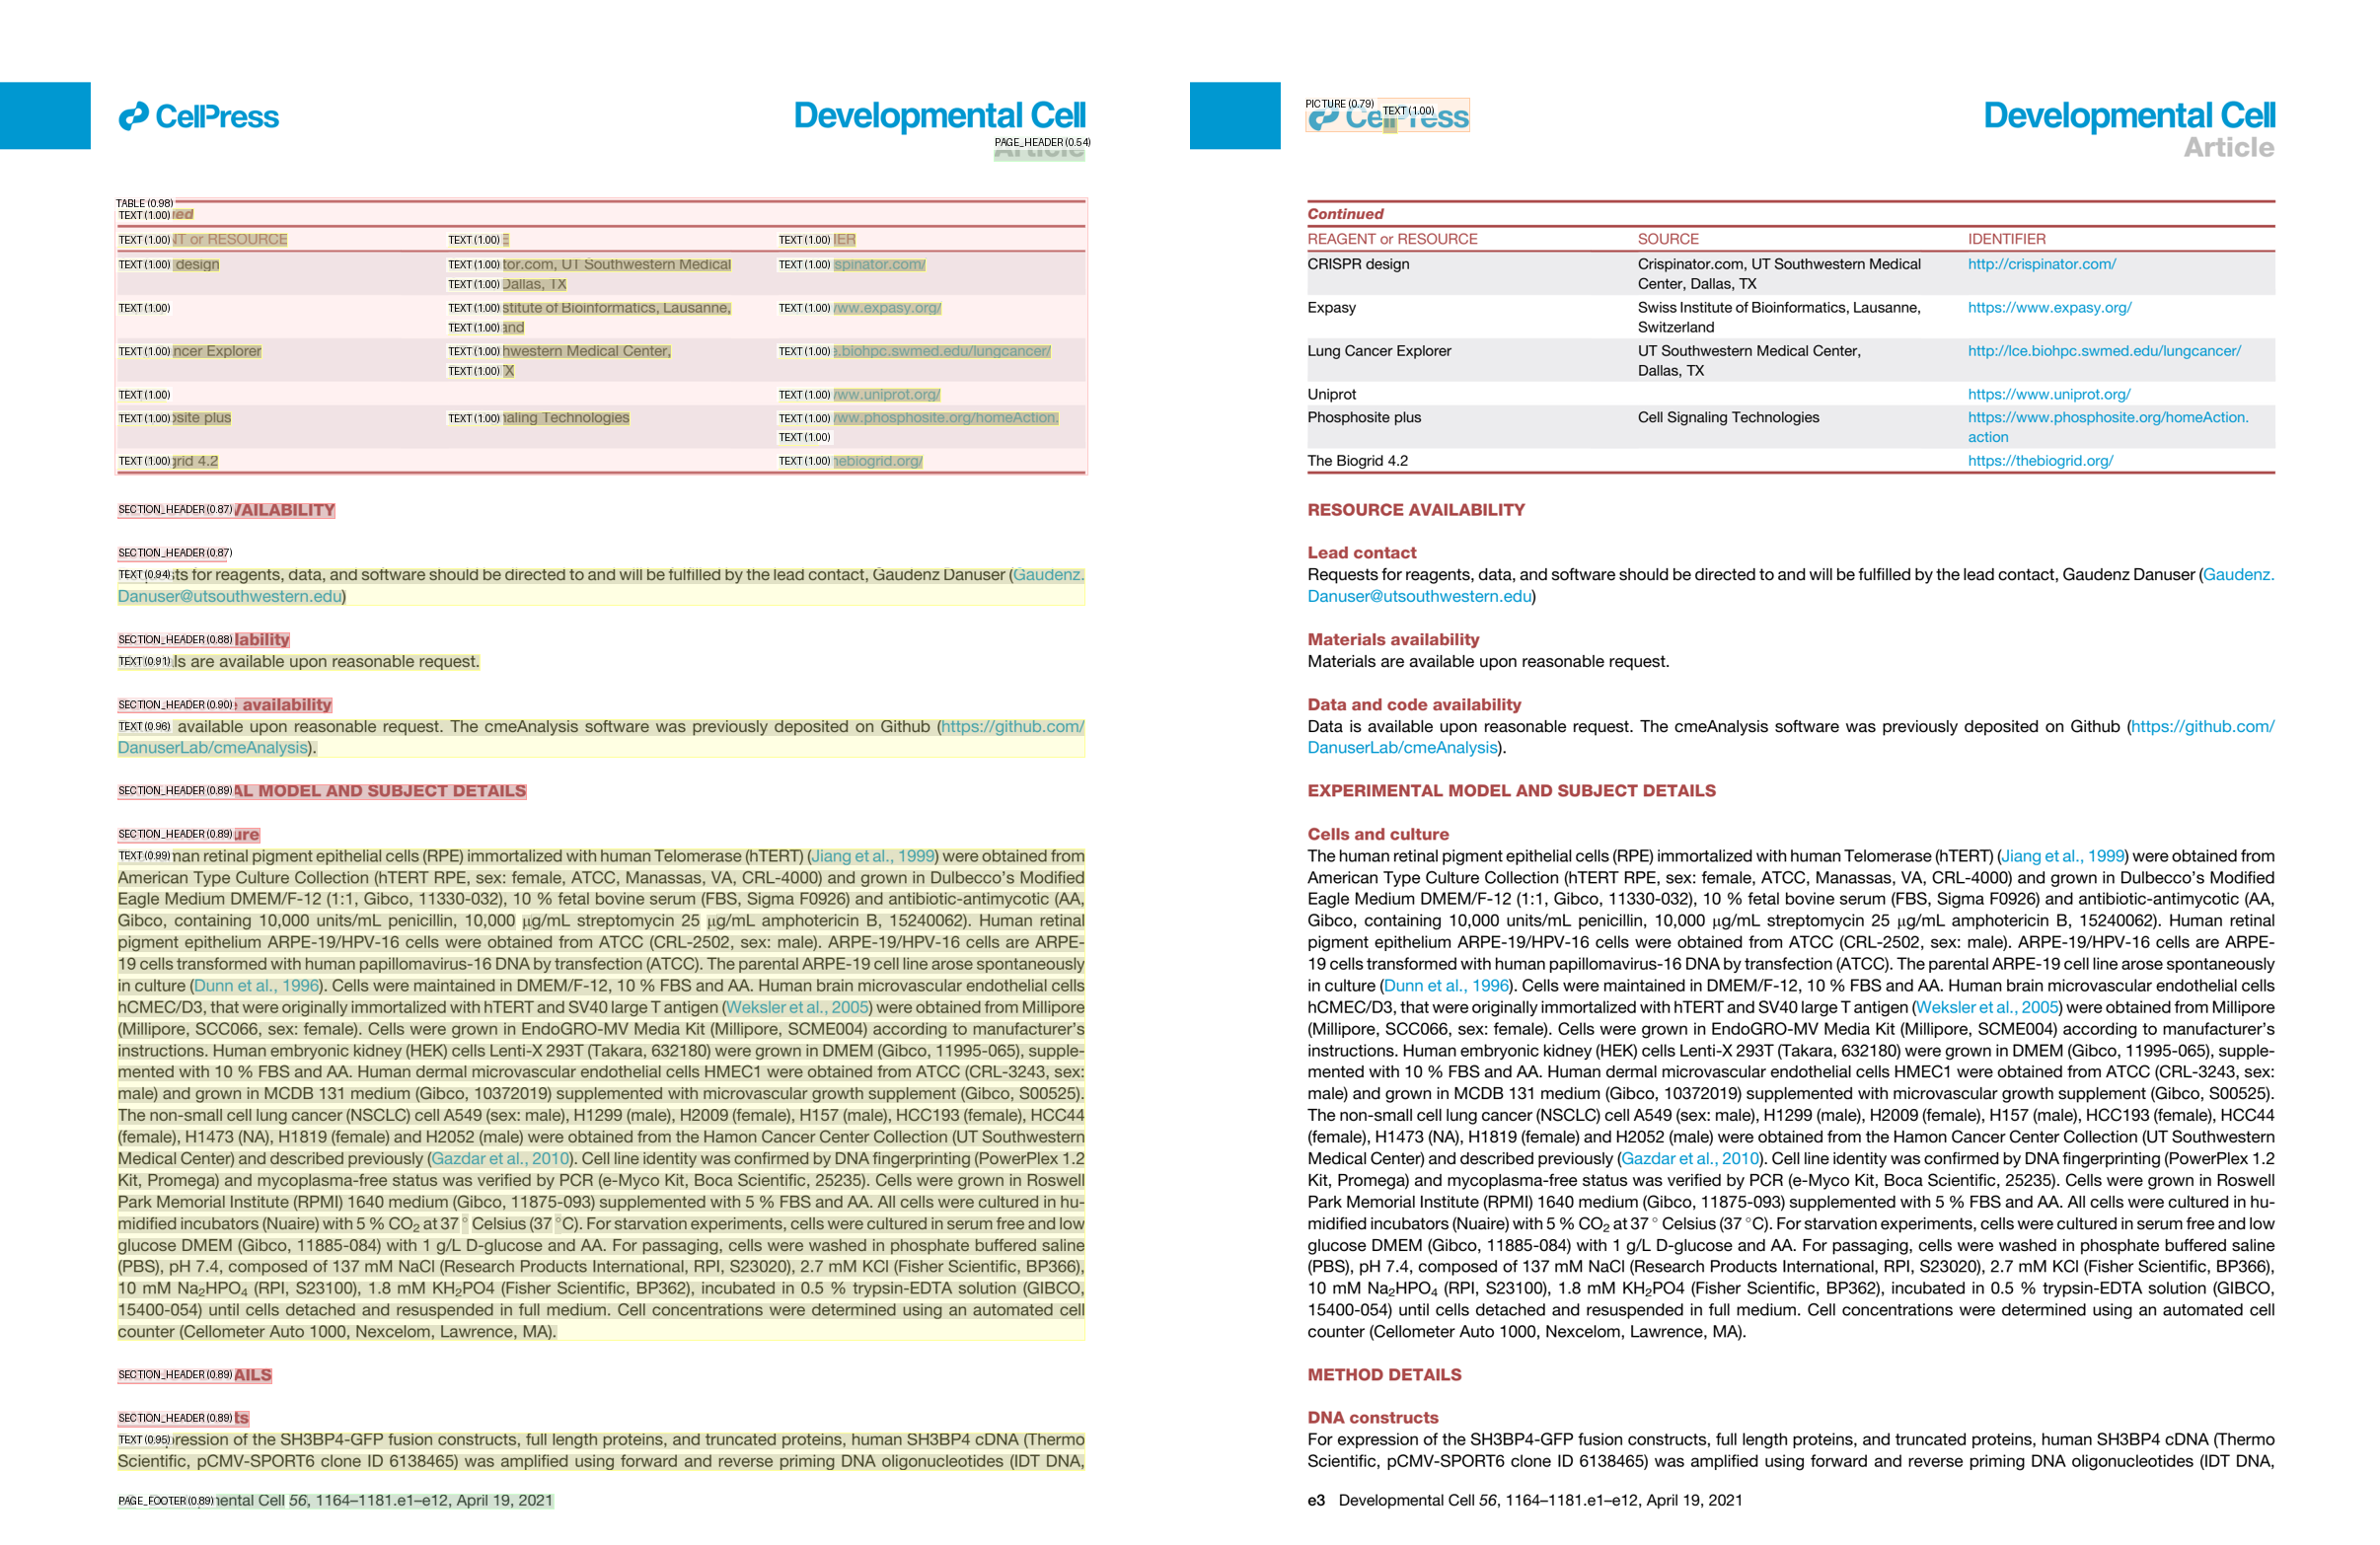 CellPress
Developmental Cell
PAGE_HEADER (0.54)
Article
TABLE (0.98)
TEXT (1.00)
TEXT (1.00) NT or RESOURCE TEXT (1.00) TEXT (1.00) IER
TEXT (1.00) design TEXT (1.00) tor.com, UT Southwestern Medical TEXT (1.00) spinator.com/
TEXT (1.00) Dallas, TX
TEXT (1.00) TEXT (1.00) stitute of Bioinformatics, Lausanne, TEXT (1.00) ww.expasy.org/
TEXT (1.00) and
TEXT (1.00) ncer Explorer TEXT (1.00) hwestern Medical Center, TEXT (1.00) .biohpc.swmed.edu/lungcancer/
TEXT (1.00) X
TEXT (1.00) TEXT (1.00) ww.uniprot.org/
TEXT (1.00) site plus TEXT (1.00) naling Technologies TEXT (1.00) ww.phosphosite.org/homeAction.
TEXT (1.00)
TEXT (1.00) grid 4.2 TEXT (1.00) ebiogrid.org/
SECTION_HEADER (0.87) VAILABILITY
SECTION_HEADER (0.87)
TEXT (0.94) ts for reagents, data, and software should be directed to and will be fulfilled by the lead contact, Gaudenz Danuser (Gaudenz.
Danuser@utsouthwestern.edu)
SECTION_HEADER (0.88) lability
TEXT (0.91) ls are available upon reasonable request.
SECTION_HEADER (0.90) availability
TEXT (0.96) available upon reasonable request. The cmeAnalysis software was previously deposited on Github (https://github.com/
DanuserLab/cmeAnalysis).
SECTION_HEADER (0.89) AL MODEL AND SUBJECT DETAILS
SECTION_HEADER (0.89) ure
TEXT (0.99) man retinal pigment epithelial cells (RPE) immortalized with human Telomerase (hTERT) (Jiang et al., 1999) were obtained from
American Type Culture Collection (hTERT RPE, sex: female, ATCC, Manassas, VA, CRL-4000) and grown in Dulbecco's Modified
Eagle Medium DMEM/F-12 (1:1, Gibco, 11330-032), 10 % fetal bovine serum (FBS, Sigma F0926) and antibiotic-antimycotic (AA,
Gibco, containing 10,000 units/mL penicillin, 10,000 μg/mL streptomycin 25 μg/mL amphotericin B, 15240062). Human retinal
pigment epithelium ARPE-19/HPV-16 cells were obtained from ATCC (CRL-2502, sex: male). ARPE-19/HPV-16 cells are ARPE-
19 cells transformed with human papillomavirus-16 DNA by transfection (ATCC). The parental ARPE-19 cell line arose spontaneously
in culture (Dunn et al., 1996). Cells were maintained in DMEM/F-12, 10 % FBS and AA. Human brain microvascular endothelial cells
hCMEC/D3, that were originally immortalized with hTERT and SV40 large T antigen (Weksler et al., 2005) were obtained from Millipore
(Millipore, SCC066, sex: female). Cells were grown in EndoGRO-MV Media Kit (Millipore, SCME004) according to manufacturer's
instructions. Human embryonic kidney (HEK) cells Lenti-X 293T (Takara, 632180) were grown in DMEM (Gibco, 11995-065), supple-
mented with 10 % FBS and AA. Human dermal microvascular endothelial cells HMEC1 were obtained from ATCC (CRL-3243, sex:
male) and grown in MCDB 131 medium (Gibco, 10372019) supplemented with microvascular growth supplement (Gibco, S00525).
The non-small cell lung cancer (NSCLC) cell A549 (sex: male), H1299 (male), H2009 (female), H157 (male), HCC193 (female), HCC44
(female), H1473 (NA), H1819 (female) and H2052 (male) were obtained from the Hamon Cancer Center Collection (UT Southwestern
Medical Center) and described previously (Gazdar et al., 2010). Cell line identity was confirmed by DNA fingerprinting (PowerPlex 1.2
Kit, Promega) and mycoplasma-free status was verified by PCR (e-Myco Kit, Boca Scientific, 25235). Cells were grown in Roswell
Park Memorial Institute (RPMI) 1640 medium (Gibco, 11875-093) supplemented with 5 % FBS and AA. All cells were cultured in hu-
midified incubators (Nuaire) with 5 % CO₂ at 37 ° Celsius (37 °C). For starvation experiments, cells were cultured in serum free and low
glucose DMEM (Gibco, 11885-084) with 1 g/L D-glucose and AA. For passaging, cells were washed in phosphate buffered saline
(PBS), pH 7.4, composed of 137 mM NaCl (Research Products International, RPI, S23020), 2.7 mM KCl (Fisher Scientific, BP366),
10 mM Na₂HPO₄ (RPI, S23100), 1.8 mM KH₂PO4 (Fisher Scientific, BP362), incubated in 0.5 % trypsin-EDTA solution (GIBCO,
15400-054) until cells detached and resuspended in full medium. Cell concentrations were determined using an automated cell
counter (Cellometer Auto 1000, Nexcelom, Lawrence, MA).
SECTION_HEADER (0.89) AILS
SECTION_HEADER (0.89) ts
TEXT (0.95) pression of the SH3BP4-GFP fusion constructs, full length proteins, and truncated proteins, human SH3BP4 cDNA (Thermo
Scientific, pCMV-SPORT6 clone ID 6138465) was amplified using forward and reverse priming DNA oligonucleotides (IDT DNA,
PAGE_FOOTER (0.89) ental Cell 56, 1164–1181.e1–e12, April 19, 2021
PICTURE (0.79) TEXT (1.00)
CellPress
Developmental Cell
Article
Continued
REAGENT or RESOURCE SOURCE IDENTIFIER
CRISPR design Crispinator.com, UT Southwestern Medical http://crispinator.com/
Center, Dallas, TX
Expasy Swiss Institute of Bioinformatics, Lausanne, https://www.expasy.org/
Switzerland
Lung Cancer Explorer UT Southwestern Medical Center, http://lce.biohpc.swmed.edu/lungcancer/
Dallas, TX
Uniprot https://www.uniprot.org/
Phosphosite plus Cell Signaling Technologies https://www.phosphosite.org/homeAction.
action
The Biogrid 4.2 https://thebiogrid.org/
RESOURCE AVAILABILITY
Lead contact
Requests for reagents, data, and software should be directed to and will be fulfilled by the lead contact, Gaudenz Danuser (Gaudenz.
Danuser@utsouthwestern.edu)
Materials availability
Materials are available upon reasonable request.
Data and code availability
Data is available upon reasonable request. The cmeAnalysis software was previously deposited on Github (https://github.com/
DanuserLab/cmeAnalysis).
EXPERIMENTAL MODEL AND SUBJECT DETAILS
Cells and culture
The human retinal pigment epithelial cells (RPE) immortalized with human Telomerase (hTERT) (Jiang et al., 1999) were obtained from
American Type Culture Collection (hTERT RPE, sex: female, ATCC, Manassas, VA, CRL-4000) and grown in Dulbecco's Modified
Eagle Medium DMEM/F-12 (1:1, Gibco, 11330-032), 10 % fetal bovine serum (FBS, Sigma F0926) and antibiotic-antimycotic (AA,
Gibco, containing 10,000 units/mL penicillin, 10,000 μg/mL streptomycin 25 μg/mL amphotericin B, 15240062). Human retinal
pigment epithelium ARPE-19/HPV-16 cells were obtained from ATCC (CRL-2502, sex: male). ARPE-19/HPV-16 cells are ARPE-
19 cells transformed with human papillomavirus-16 DNA by transfection (ATCC). The parental ARPE-19 cell line arose spontaneously
in culture (Dunn et al., 1996). Cells were maintained in DMEM/F-12, 10 % FBS and AA. Human brain microvascular endothelial cells
hCMEC/D3, that were originally immortalized with hTERT and SV40 large T antigen (Weksler et al., 2005) were obtained from Millipore
(Millipore, SCC066, sex: female). Cells were grown in EndoGRO-MV Media Kit (Millipore, SCME004) according to manufacturer's
instructions. Human embryonic kidney (HEK) cells Lenti-X 293T (Takara, 632180) were grown in DMEM (Gibco, 11995-065), supple-
mented with 10 % FBS and AA. Human dermal microvascular endothelial cells HMEC1 were obtained from ATCC (CRL-3243, sex:
male) and grown in MCDB 131 medium (Gibco, 10372019) supplemented with microvascular growth supplement (Gibco, S00525).
The non-small cell lung cancer (NSCLC) cell A549 (sex: male), H1299 (male), H2009 (female), H157 (male), HCC193 (female), HCC44
(female), H1473 (NA), H1819 (female) and H2052 (male) were obtained from the Hamon Cancer Center Collection (UT Southwestern
Medical Center) and described previously (Gazdar et al., 2010). Cell line identity was confirmed by DNA fingerprinting (PowerPlex 1.2
Kit, Promega) and mycoplasma-free status was verified by PCR (e-Myco Kit, Boca Scientific, 25235). Cells were grown in Roswell
Park Memorial Institute (RPMI) 1640 medium (Gibco, 11875-093) supplemented with 5 % FBS and AA. All cells were cultured in hu-
midified incubators (Nuaire) with 5 % CO₂ at 37 ° Celsius (37 °C). For starvation experiments, cells were cultured in serum free and low
glucose DMEM (Gibco, 11885-084) with 1 g/L D-glucose and AA. For passaging, cells were washed in phosphate buffered saline
(PBS), pH 7.4, composed of 137 mM NaCl (Research Products International, RPI, S23020), 2.7 mM KCl (Fisher Scientific, BP366),
10 mM Na₂HPO₄ (RPI, S23100), 1.8 mM KH₂PO4 (Fisher Scientific, BP362), incubated in 0.5 % trypsin-EDTA solution (GIBCO,
15400-054) until cells detached and resuspended in full medium. Cell concentrations were determined using an automated cell
counter (Cellometer Auto 1000, Nexcelom, Lawrence, MA).
METHOD DETAILS
DNA constructs
For expression of the SH3BP4-GFP fusion constructs, full length proteins, and truncated proteins, human SH3BP4 cDNA (Thermo
Scientific, pCMV-SPORT6 clone ID 6138465) was amplified using forward and reverse priming DNA oligonucleotides (IDT DNA,
e3 Developmental Cell 56, 1164–1181.e1–e12, April 19, 2021